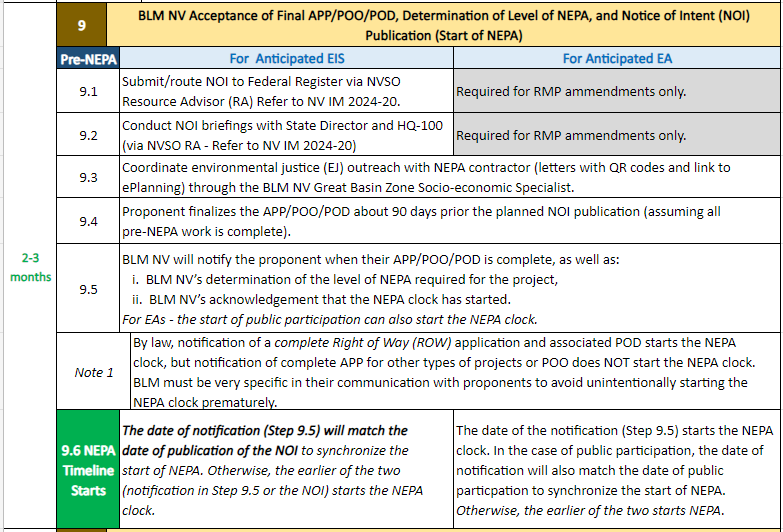 9
BLM NV Acceptance of Final APP/POO/POD, Determination of Level of NEPA, and Notice of Intent (NOI)
Publication (Start of NEPA)
Pre-NEPA
For Anticipated EIS
For Anticipated EA
2-3
months
9.1
Submit/route NOI to Federal Register via NVSO
Resource Advisor (RA) Refer to NV IM 2024-20.
Required for RMP ammendments only.
9.2
Conduct NOI briefings with State Director and HQ-100
(via NVSO RA - Refer to NV IM 2024-20)
Required for RMP ammendments only.
9.3
Coordinate environmental justice (EJ) outreach with NEPA contractor (letters with QR codes and link to
ePlanning) through the BLM NV Great Basin Zone Socio-economic Specialist.
9.4
Proponent finalizes the APP/POO/POD about 90 days prior the planned NOI publication (assuming all
pre-NEPA work is complete).
9.5
BLM NV will notify the proponent when their APP/POO/POD is complete, as well as:
i. BLM NV's determination of the level of NEPA required for the project,
ii. BLM NV's acknowledgement that the NEPA clock has started.
For EAs - the start of public participation can also start the NEPA clock.
Note 1
By law, notification of a complete Right of Way (ROW) application and associated POD starts the NEPA
clock, but notification of complete APP for other types of projects or POO does NOT start the NEPA clock.
BLM must be very specific in their communication with proponents to avoid unintentionally starting the
NEPA clock prematurely.
9.6 NEPA
Timeline
Starts
The date of notification (Step 9.5) will match the
date of publication of the NOI to synchronize the
start of NEPA. Otherwise, the earlier of the two
(notification in Step 9.5 or the NOI) starts the NEPA
clock.
The date of the notification (Step 9.5) starts the NEPA
clock. In the case of public participation, the date of
notification will also match the date of public
partcpation to synchronize the start of NEPA.
Otherwise, the earlier of the two starts NEPA.